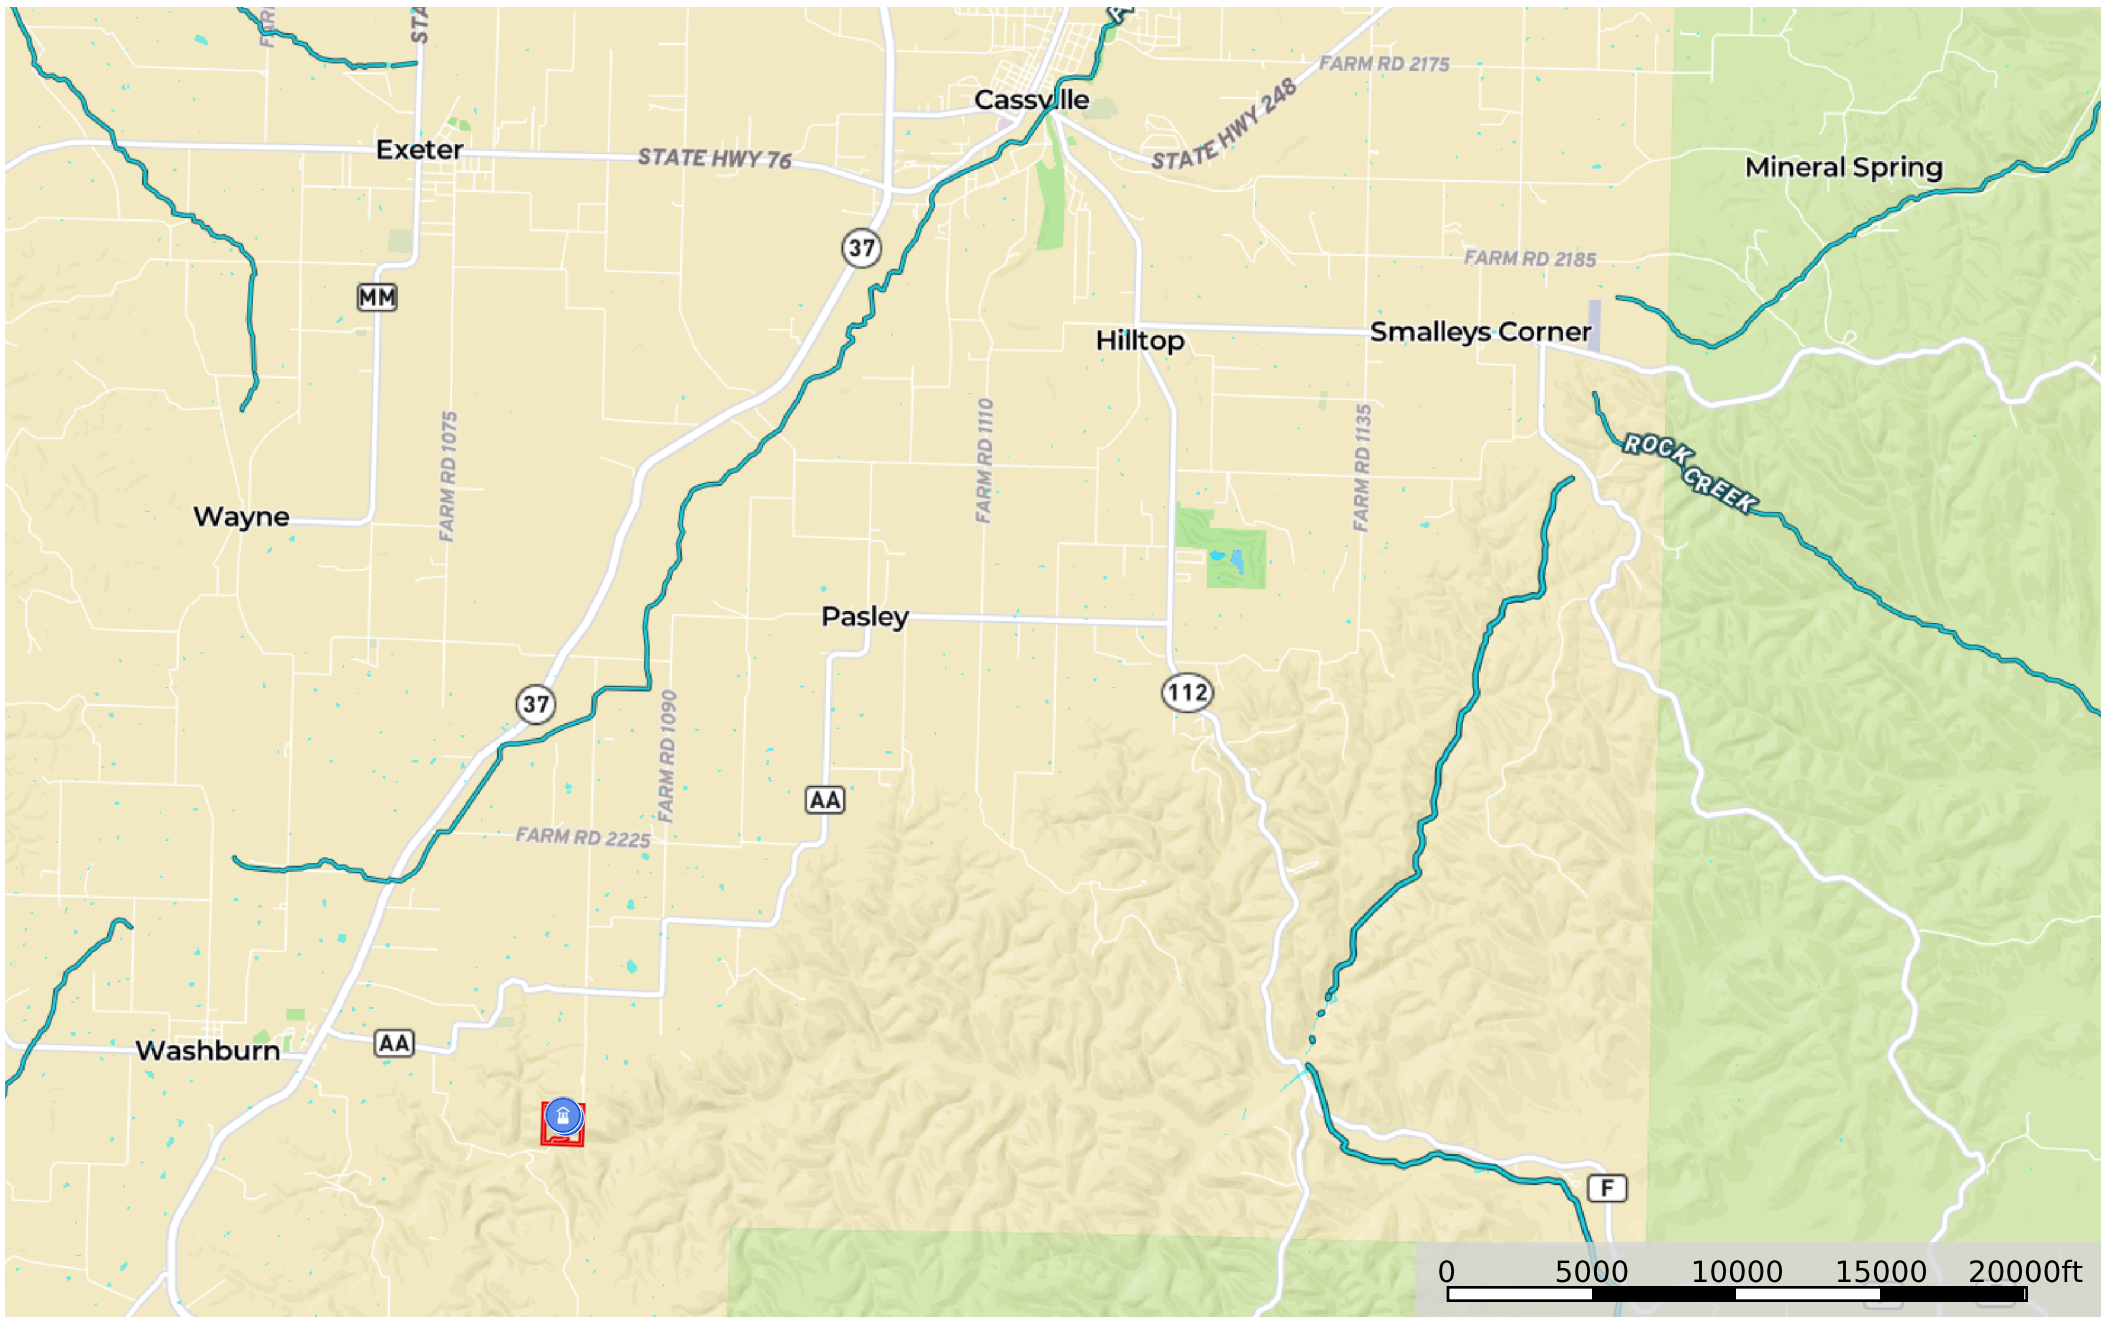 STA
FARM RD 2175
Cassville
STATE HWY 248
Exeter
STATE HWY 76
Mineral Spring
37
FARM RD 2185
MM
Hilltop
Smalleys Corner
FARM RD 1075
FARM RD 1110
FARM RD 1135
ROCK CREEK
Wayne
Pasley
112
37
FARM RD 1090
AA
FARM RD 2225
Washburn
AA
F
0 5000 10000 15000 20000ft